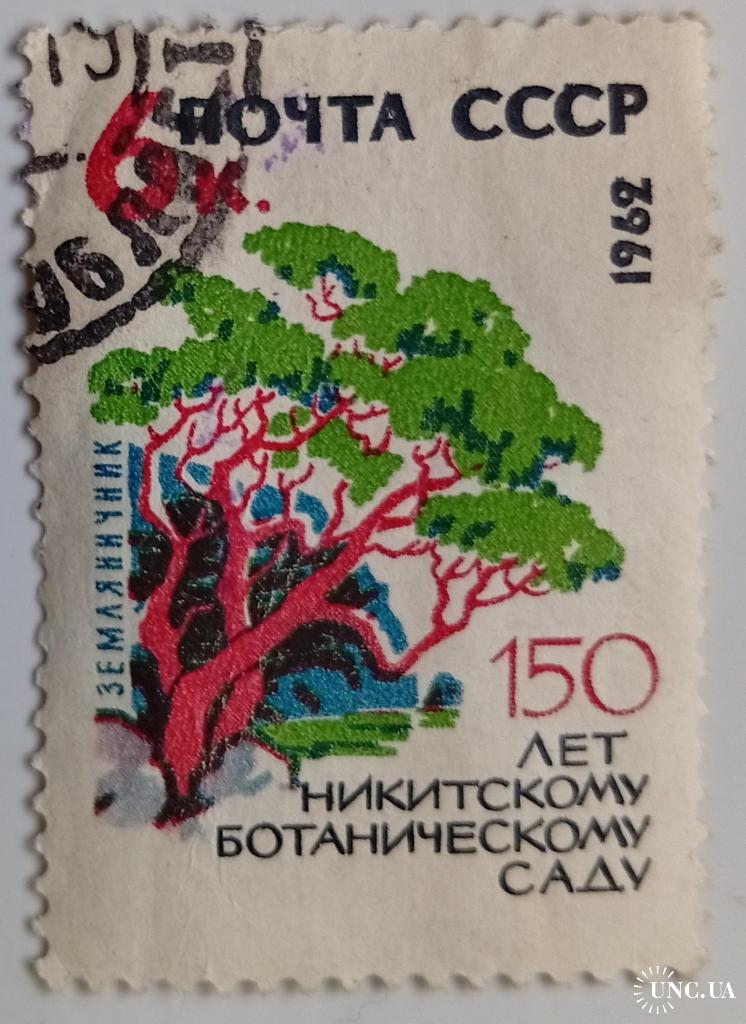 ПОЧТА СССР
6 к.
1962
ЗЕМЛЯНИЧНИК
150
ЛЕТ
НИКИТСКОМУ
БОТАНИЧЕСКОМУ
САДУ
UNC.UA